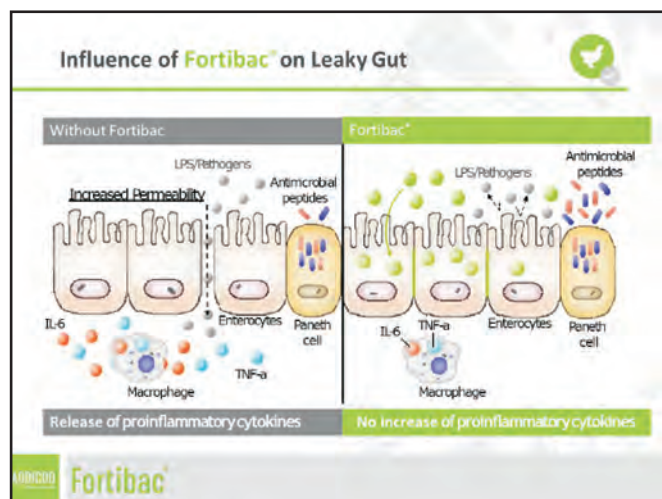 Influence of Fortibac® on Leaky Gut
Without Fortibac
Fortibac®
LPS/Pathogens
Antimicrobial
peptides
Increased Permeability
IL-6
Enterocytes
Paneth
cell
TNF-a
Macrophage
LPS/Pathogens
Antimicrobial
peptides
IL-6
TNF-a
Enterocytes
Paneth
cell
Macrophage
Release of proinflammatory cytokines
No increase of proinflammatory cytokines
Fortibac®